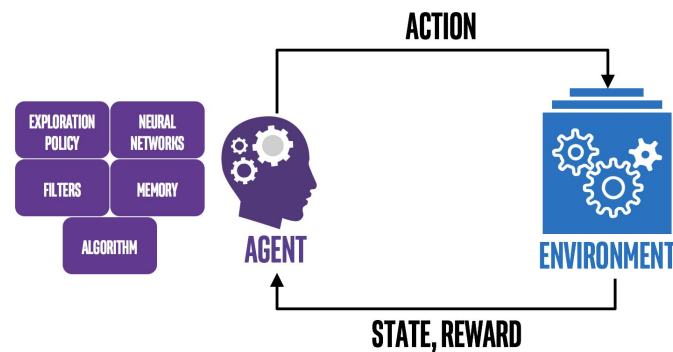 ACTION
EXPLORATION
POLICY
NEURAL
NETWORKS
FILTERS
MEMORY
ALGORITHM
AGENT
ENVIRONMENT
STATE, REWARD